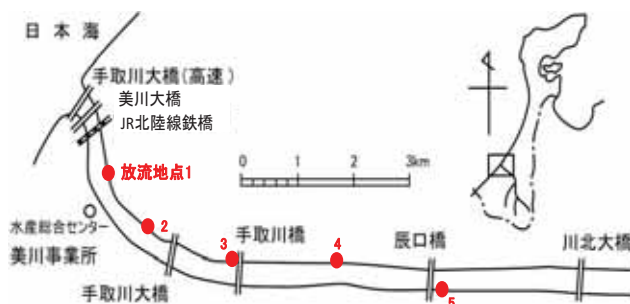 日本海
手取川大橋(高速)
美川大橋
JR北陸線鉄橋
放流地点1
0 1 2 3km
水産総合センター
美川事業所
2
手取川大橋
3
手取川橋
4
辰口橋
5
川北大橋